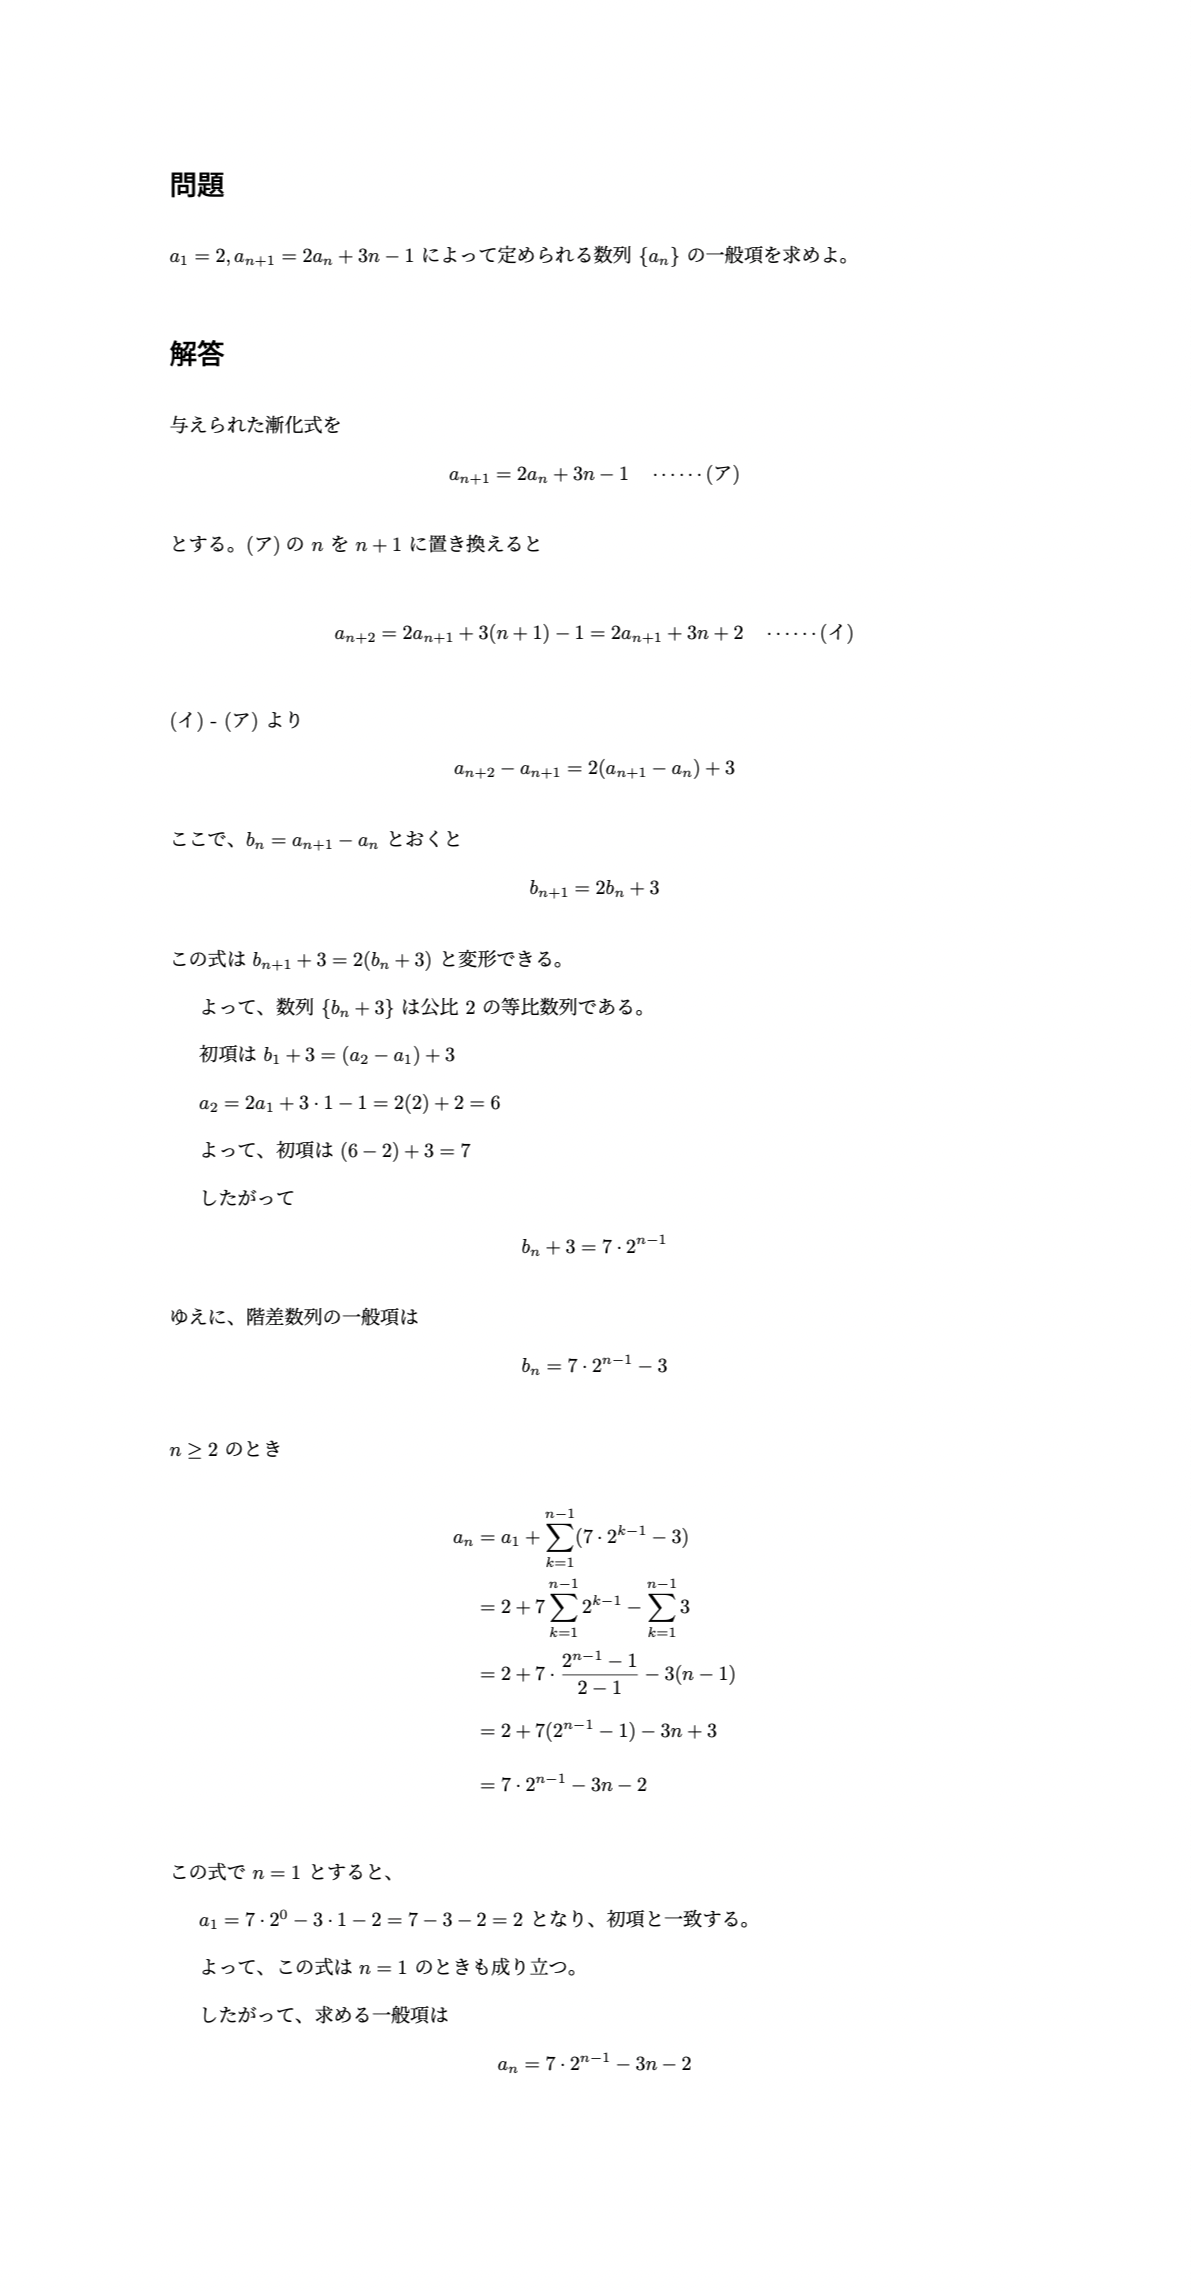 問題
$a_1 = 2, a_{n+1} = 2a_n + 3n - 1$ によって定められる数列 $\{a_n\}$ の一般項を求めよ。
解答
与えられた漸化式を
$a_{n+1} = 2a_n + 3n - 1 \quad \cdots\cdots(ア)$
とする。(ア) の $n$ を $n+1$ に置き換えると
$a_{n+2} = 2a_{n+1} + 3(n+1) - 1 = 2a_{n+1} + 3n + 2 \quad \cdots\cdots(イ)$
(イ) - (ア) より
$a_{n+2} - a_{n+1} = 2(a_{n+1} - a_n) + 3$
ここで、$b_n = a_{n+1} - a_n$ とおくと
$b_{n+1} = 2b_n + 3$
この式は $b_{n+1} + 3 = 2(b_n + 3)$ と変形できる。
よって、数列 $\{b_n + 3\}$ は公比 $2$ の等比数列である。
初項は $b_1 + 3 = (a_2 - a_1) + 3$
$a_2 = 2a_1 + 3 \cdot 1 - 1 = 2(2) + 2 = 6$
よって、初項は $(6 - 2) + 3 = 7$
したがって
$b_n + 3 = 7 \cdot 2^{n-1}$
ゆえに、階差数列の一般項は
$b_n = 7 \cdot 2^{n-1} - 3$
$n \geq 2$ のとき
$a_n = a_1 + \sum_{k=1}^{n-1} (7 \cdot 2^{k-1} - 3)$
$= 2 + 7 \sum_{k=1}^{n-1} 2^{k-1} - \sum_{k=1}^{n-1} 3$
$= 2 + 7 \cdot \frac{2^{n-1} - 1}{2 - 1} - 3(n - 1)$
$= 2 + 7(2^{n-1} - 1) - 3n + 3$
$= 7 \cdot 2^{n-1} - 3n - 2$
この式で $n = 1$ とすると、
$a_1 = 7 \cdot 2^0 - 3 \cdot 1 - 2 = 7 - 3 - 2 = 2$ となり、初項と一致する。
よって、この式は $n = 1$ のときも成り立つ。
したがって、求める一般項は
$a_n = 7 \cdot 2^{n-1} - 3n - 2$